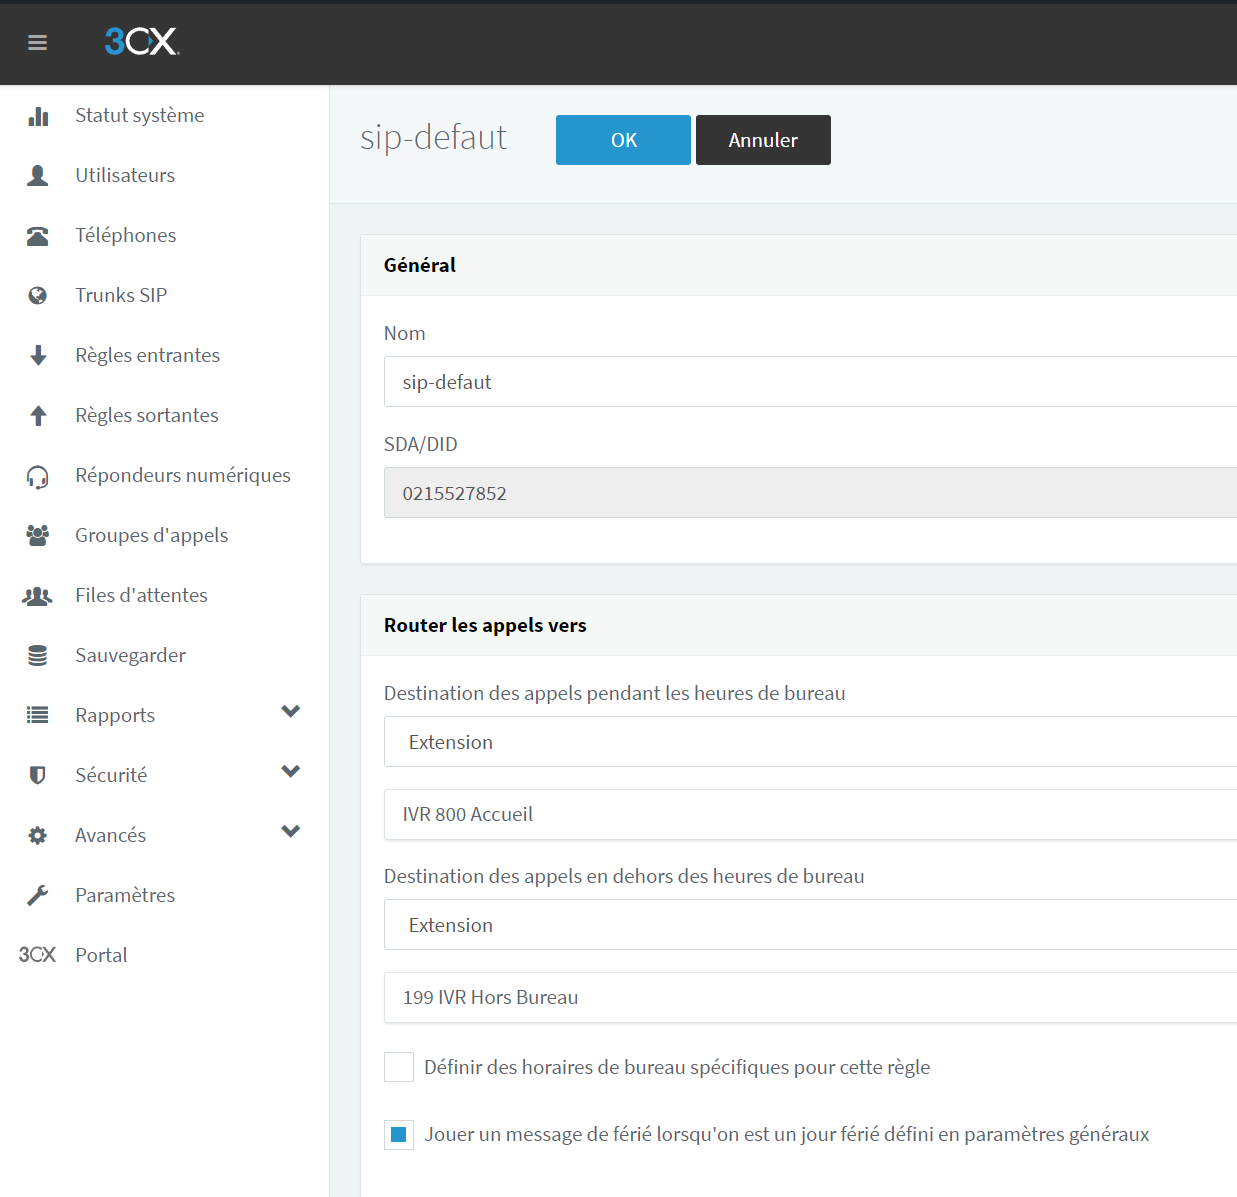 3CX
Statut système
Utilisateurs
Téléphones
Trunks SIP
Règles entrantes
Règles sortantes
Répondeurs numériques
Groupes d'appels
Files d'attentes
Sauvegarder
Rapports
Sécurité
Avancés
Paramètres
3CX Portal
sip-defaut OK Annuler
Général
Nom
sip-defaut
SDA/DID
0215527852
Router les appels vers
Destination des appels pendant les heures de bureau
Extension
IVR 800 Accueil
Destination des appels en dehors des heures de bureau
Extension
199 IVR Hors Bureau
Définir des horaires de bureau spécifiques pour cette règle
Jouer un message de férié lorsqu'on est un jour férié défini en paramètres généraux